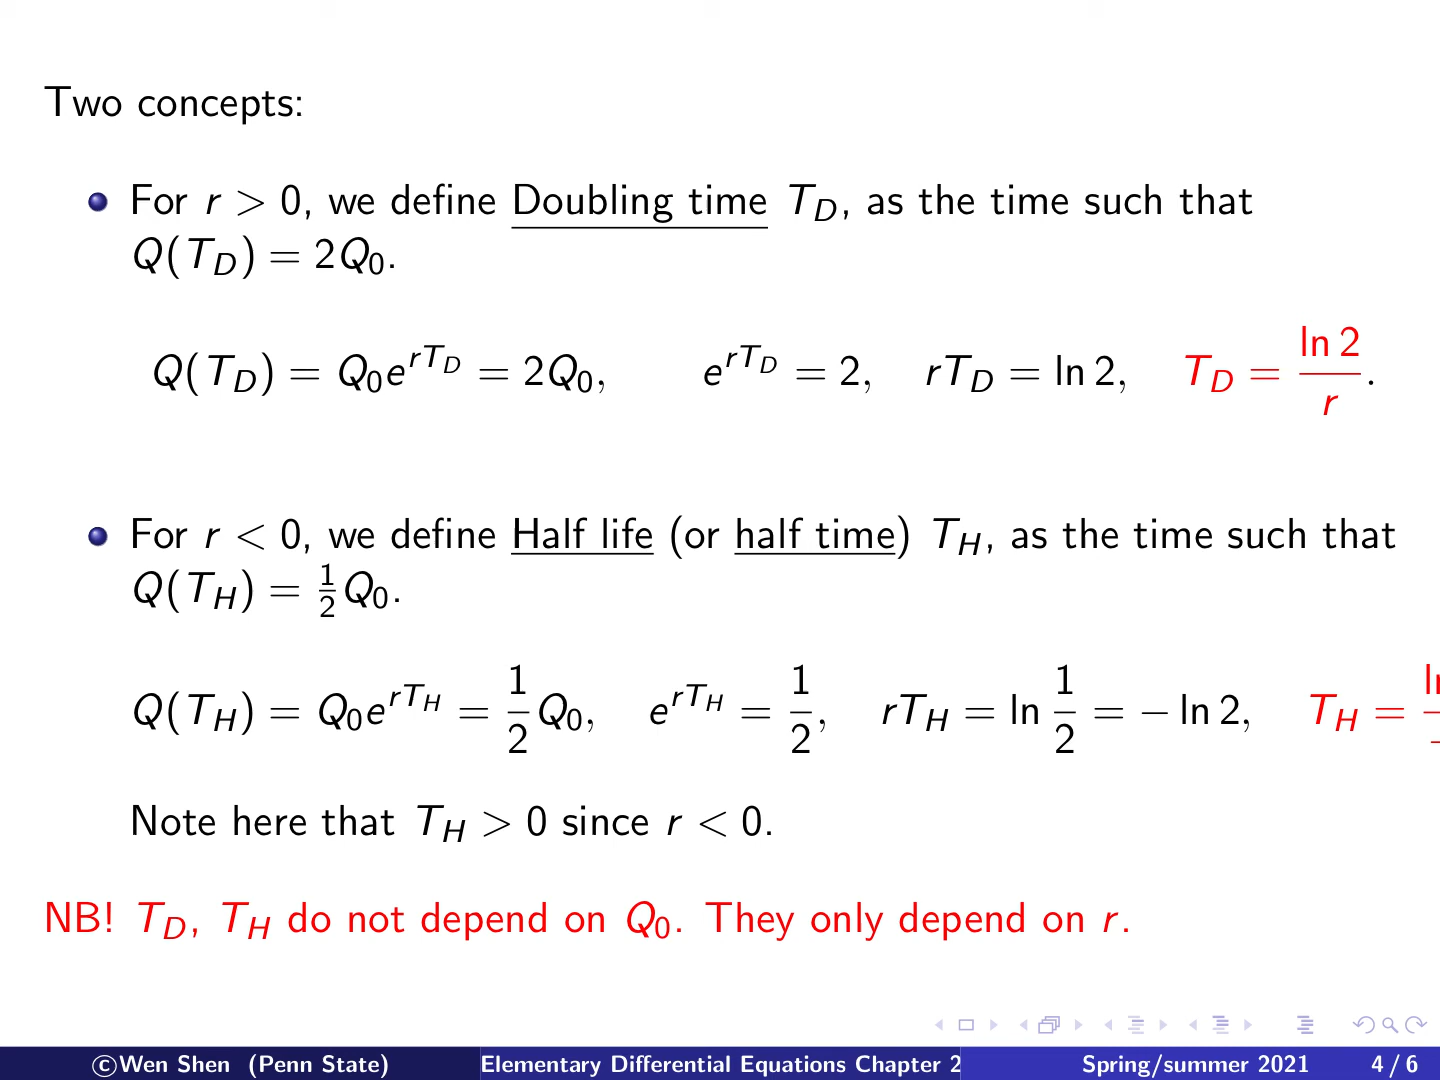 Two concepts:
For r > 0, we define Doubling time T_D, as the time such that
Q(T_D) = 2Q_0.
Q(T_D) = Q_0 e^{rT_D} = 2Q_0, e^{rT_D} = 2, rT_D = ln 2, T_D = \frac{ln 2}{r}.
For r < 0, we define Half life (or half time) T_H, as the time such that
Q(T_H) = \frac{1}{2}Q_0.
Q(T_H) = Q_0 e^{rT_H} = \frac{1}{2}Q_0, e^{rT_H} = \frac{1}{2}, rT_H = ln \frac{1}{2} = − ln 2, T_H =
Note here that T_H > 0 since r < 0.
NB! T_D, T_H do not depend on Q_0. They only depend on r.
©Wen Shen (Penn State) Elementary Differential Equations Chapter 2 Spring/summer 2021 4 / 6